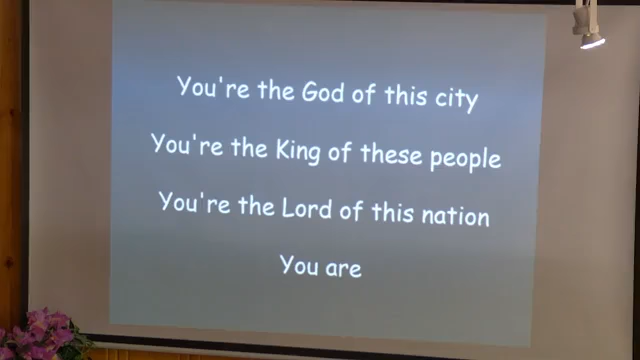 You're the God of this city
You're the King of these people
You're the Lord of this nation
You are